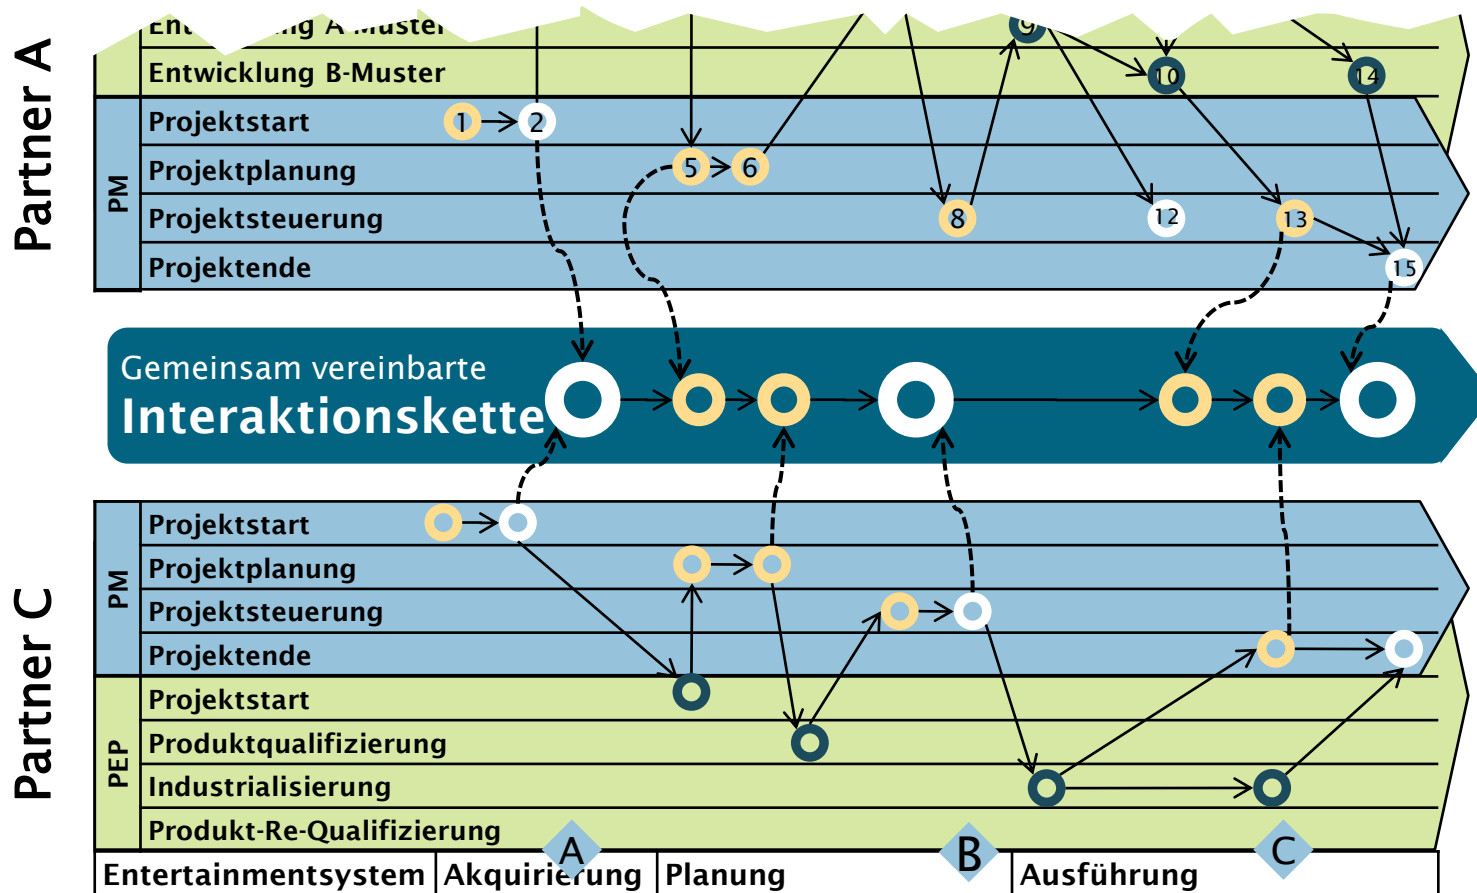 Partner A
Entwicklung A-Muster
9
Entwicklung B-Muster
10
14
PM
Projektstart
1
2
Projektplanung
5
6
Projektsteuerung
8
12
13
Projektende
15
Gemeinsam vereinbarte
Interaktionskette
Partner C
PM
Projektstart
Projektplanung
Projektsteuerung
Projektende
PEP
Projektstart
Produktqualifizierung
Industrialisierung
Produkt-Re-Qualifizierung
A
B
C
Entertainmentsystem
Akquirierung
Planung
Ausführung